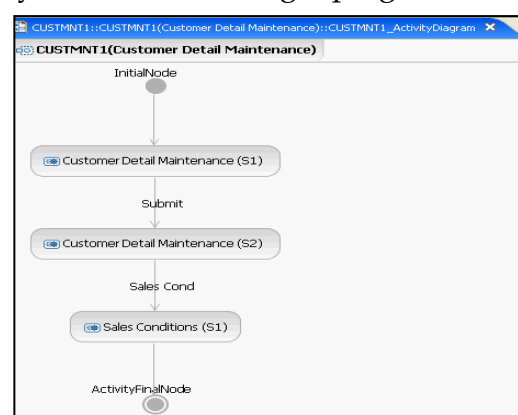 CUSTMNT1::CUSTMNT1(Customer Detail Maintenance)::CUSTMNT1_ActivityDiagram
CUSTMNT1(Customer Detail Maintenance)
InitialNode
Customer Detail Maintenance (S1)
Submit
Customer Detail Maintenance (S2)
Sales Cond
Sales Conditions (S1)
ActivityFinalNode